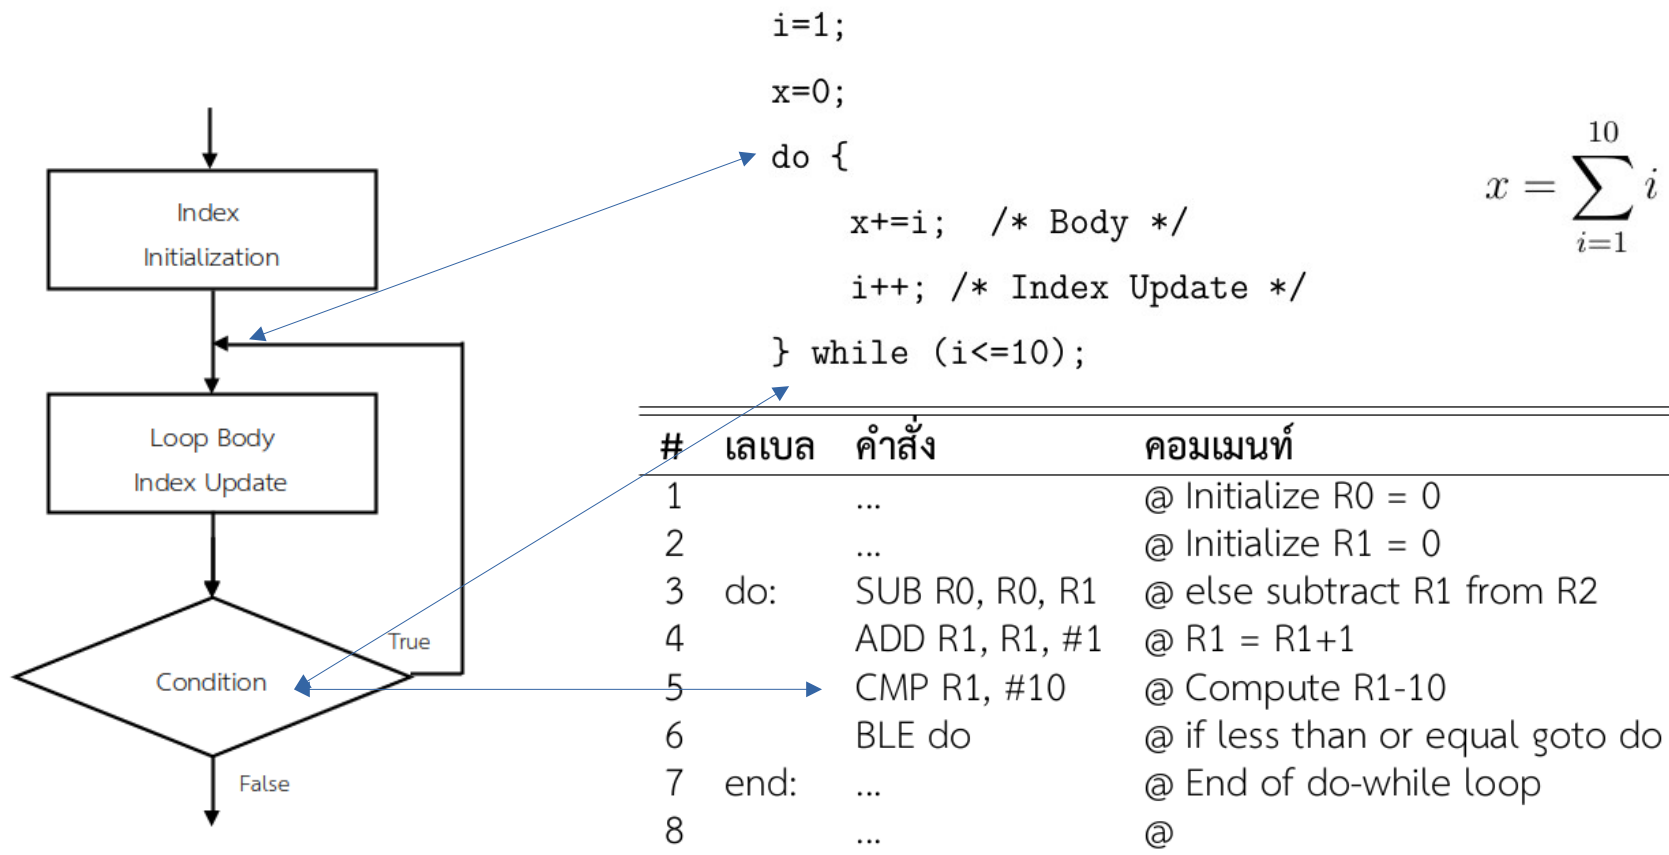 i=1;
x=0;
do {
x+=i; /* Body */
i++; /* Index Update */
} while (i<=10);
10
x = ∑ i
i=1
Index
Initialization
Loop Body
Index Update
Condition
True
False
# เลเบล คำสั่ง คอมเมนท์
1 ... @ Initialize R0 = 0
2 ... @ Initialize R1 = 0
3 do: SUB R0, R0, R1 @ else subtract R1 from R2
4 ADD R1, R1, #1 @ R1 = R1+1
5 CMP R1, #10 @ Compute R1-10
6 BLE do @ if less than or equal goto do
7 end: ... @ End of do-while loop
8 ... @